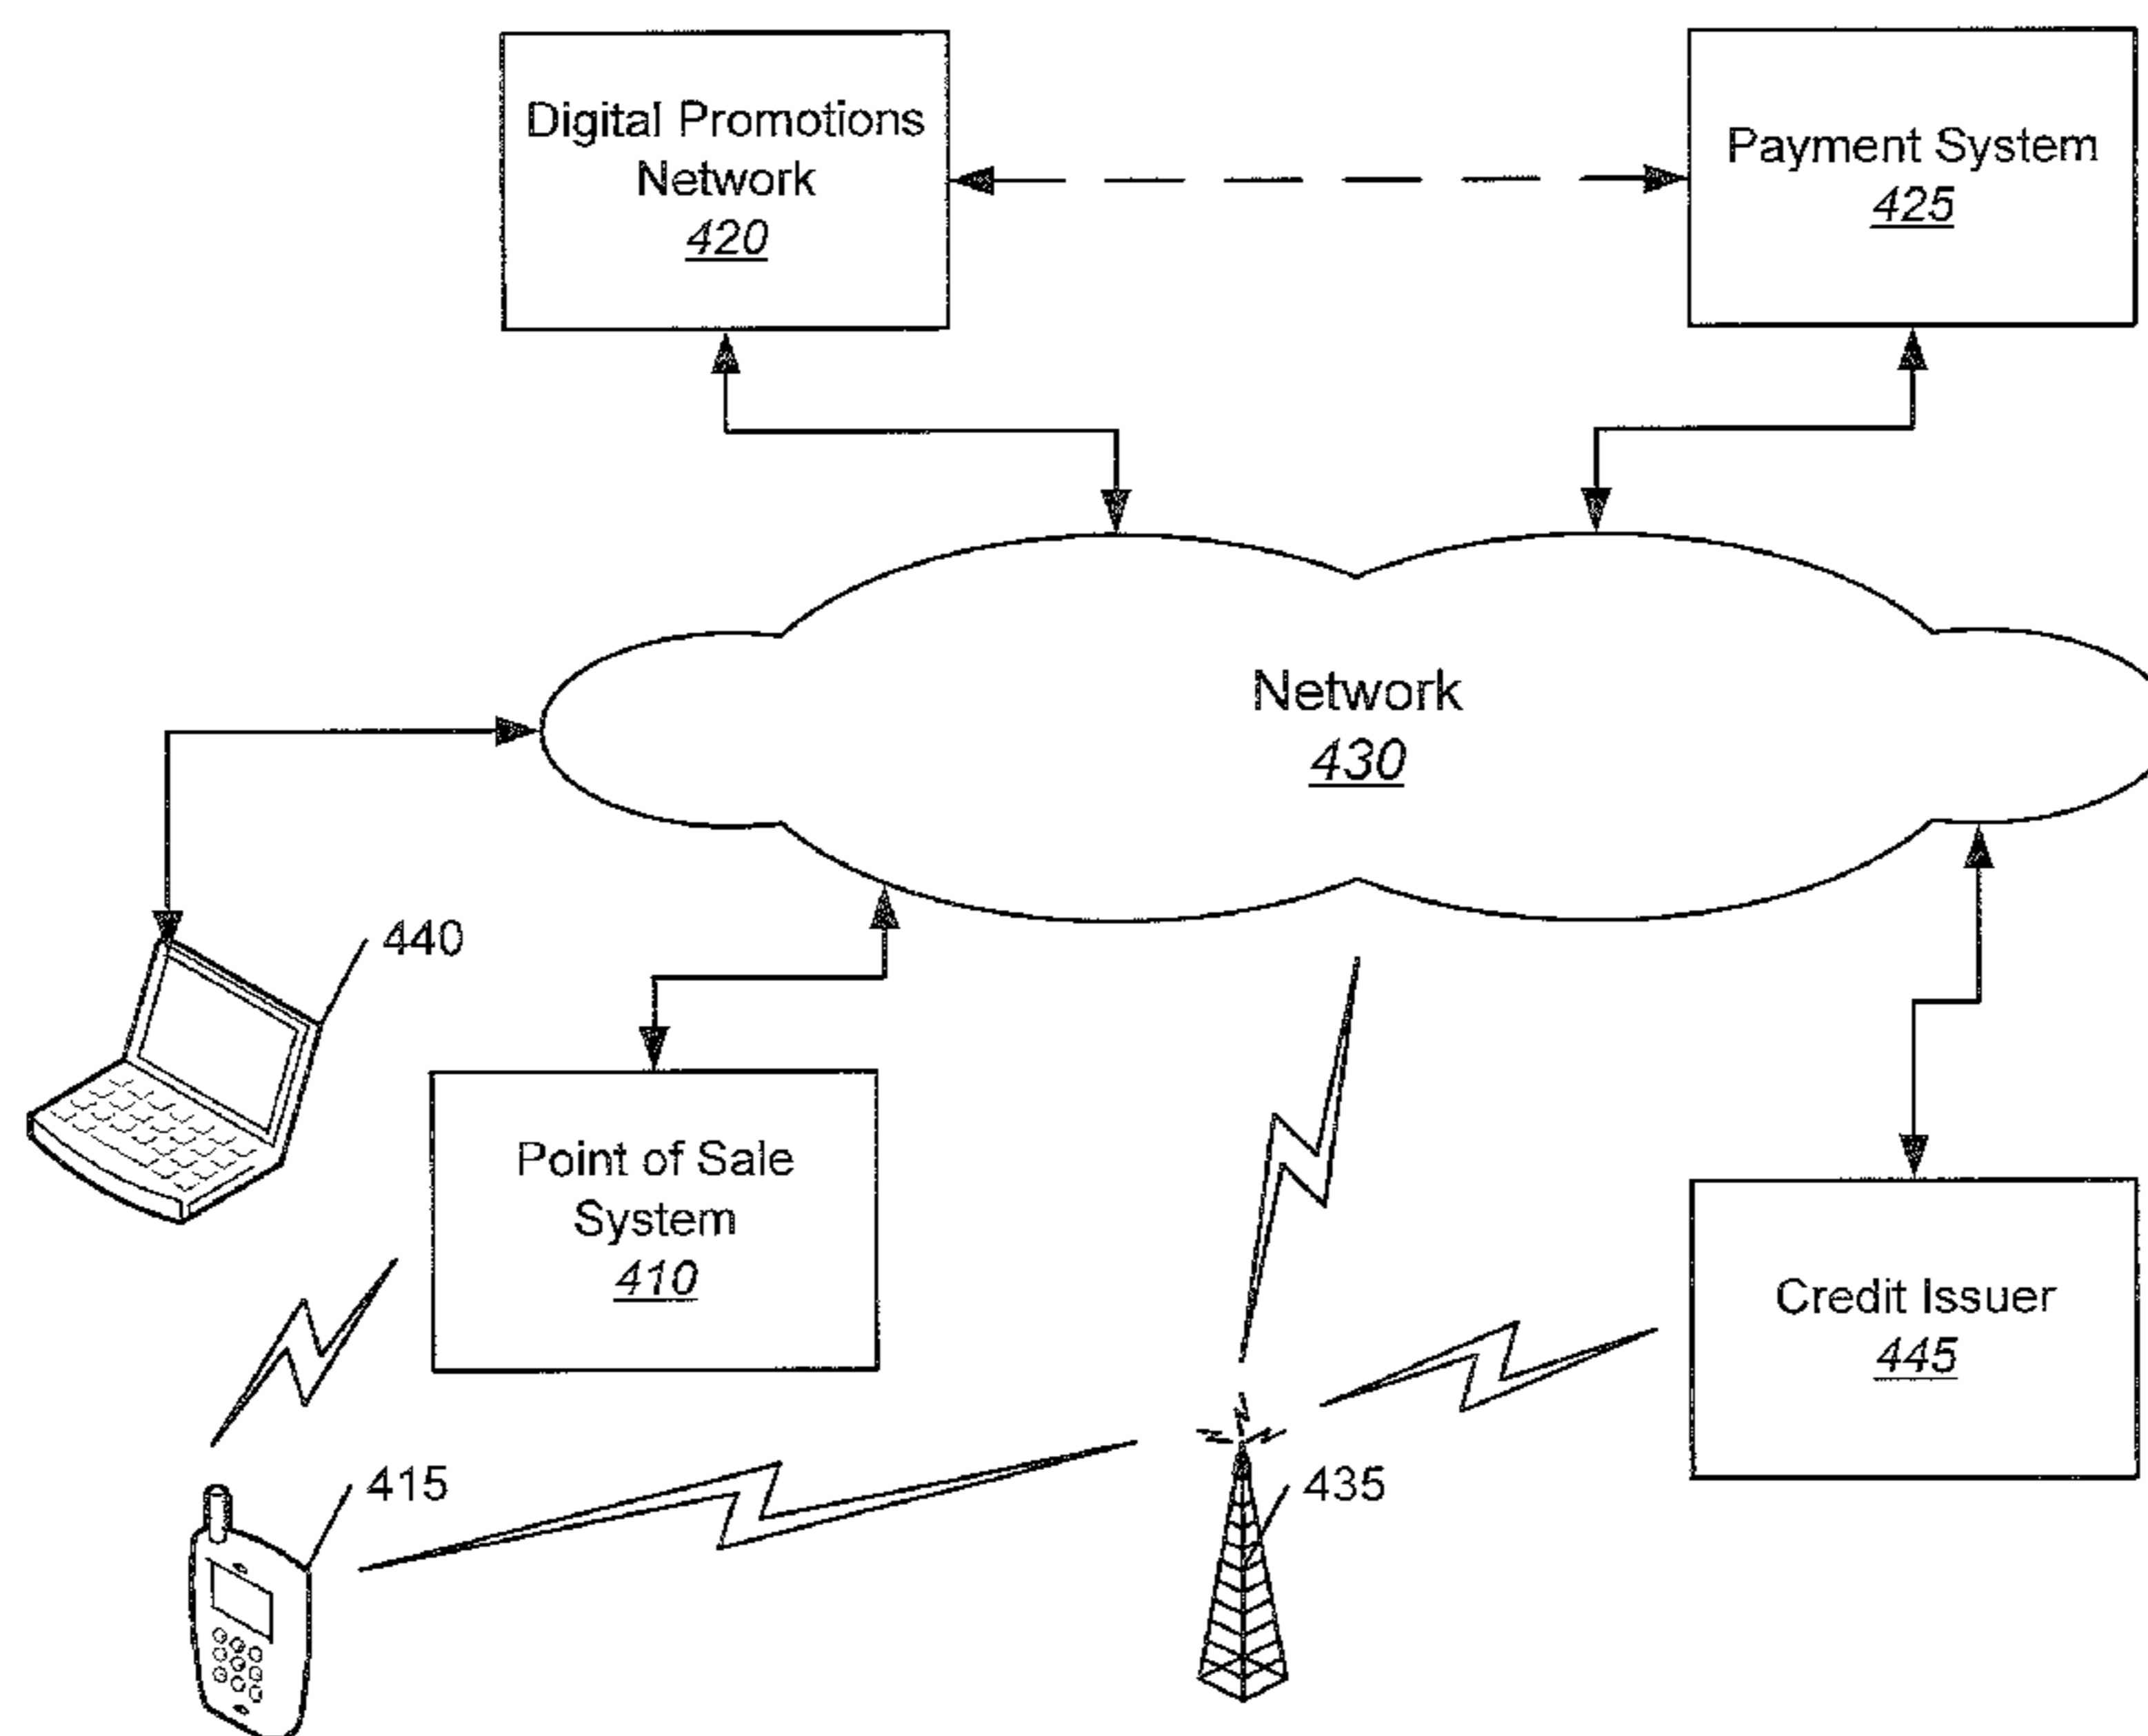 Digital Promotions
Network
420
Payment System
425
Network
430
440
Point of Sale
System
410
Credit Issuer
445
415
435